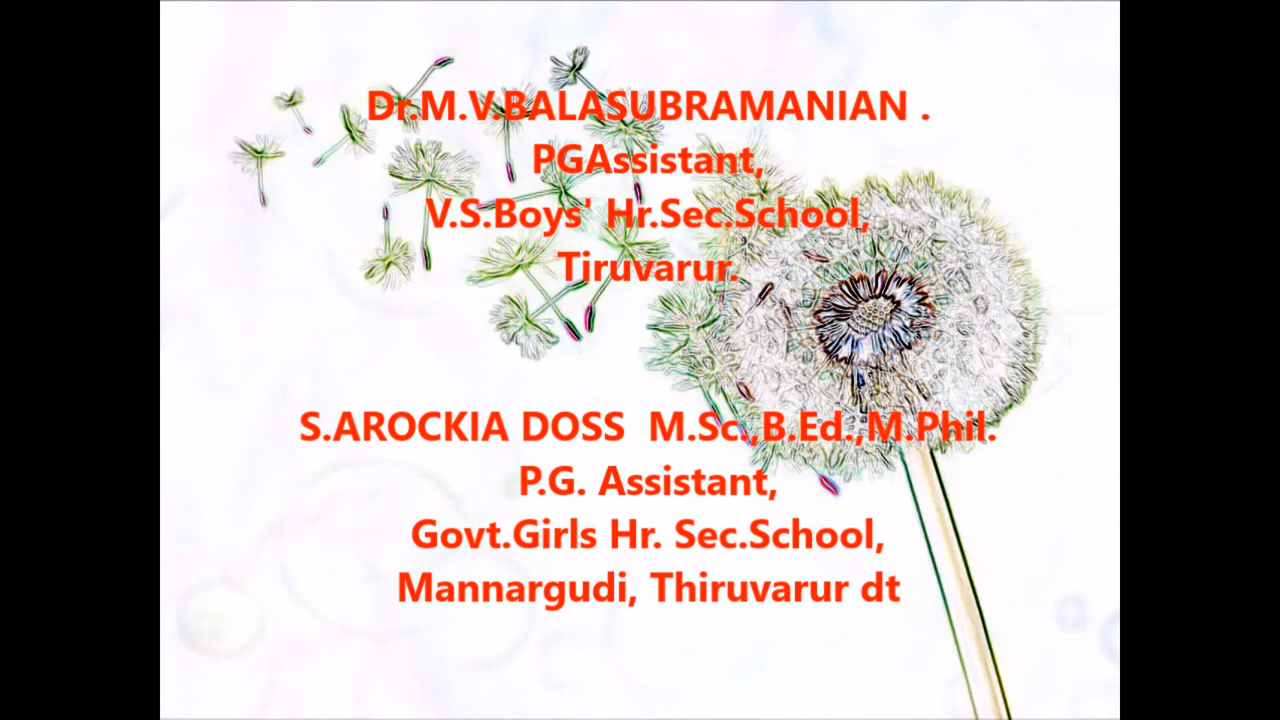 Dr.M.V.BALASUBRAMANIAN .
PGAssistant,
V.S.Boys' Hr.Sec.School,
Tiruvarur.
S.AROCKIA DOSS  M.Sc.,B.Ed.,M.Phil.
P.G. Assistant,
Govt.Girls Hr. Sec.School,
Mannargudi, Thiruvarur dt